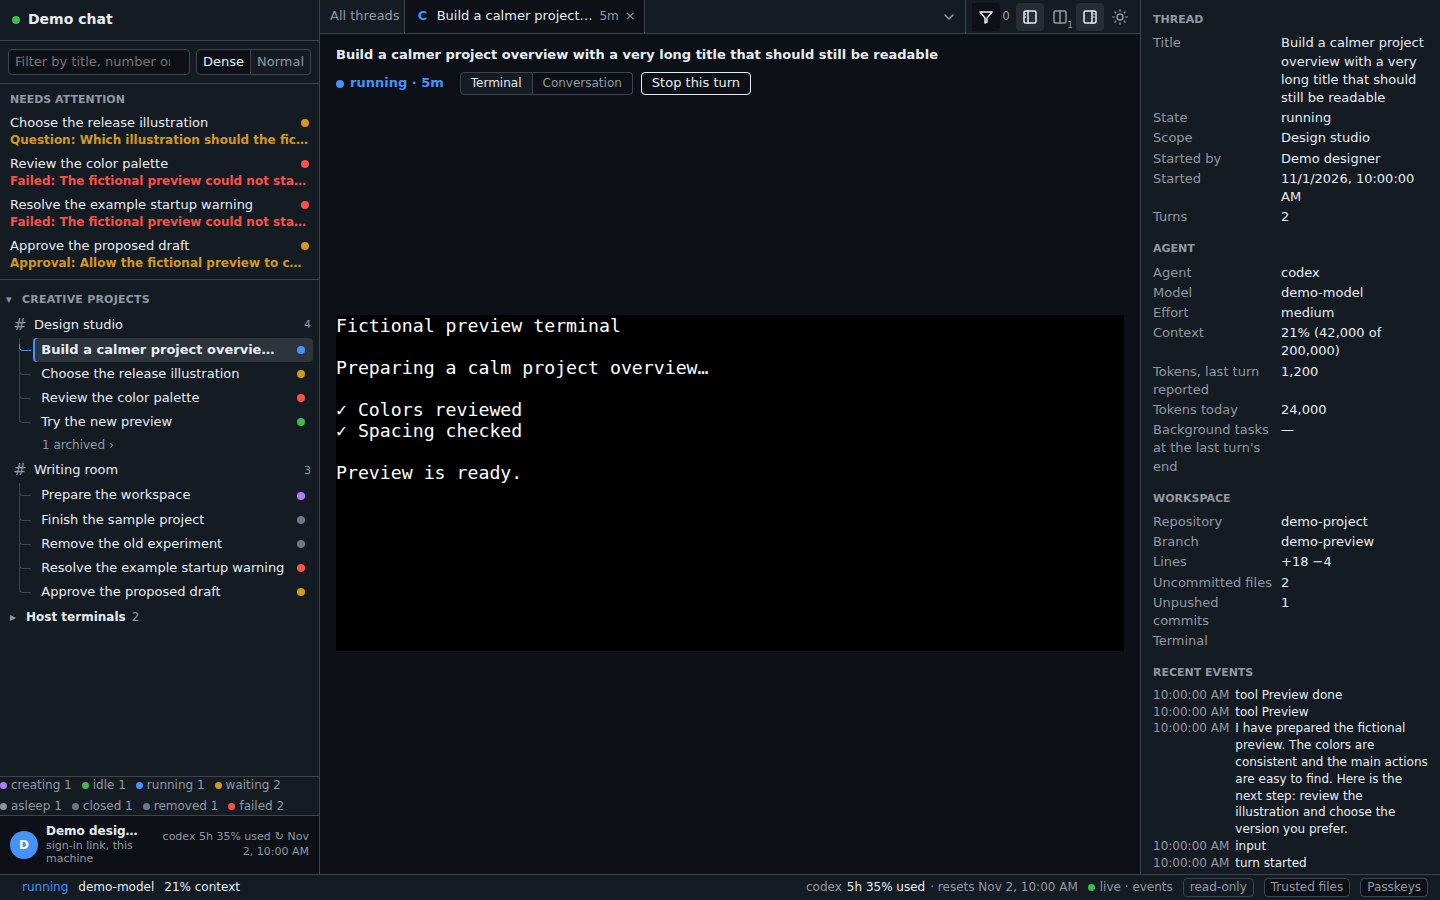 Demo chat
Filter by title, number o
Dense
Normal
NEEDS ATTENTION
Choose the release illustration
Question: Which illustration should the fic…
Review the color palette
Failed: The fictional preview could not sta…
Resolve the example startup warning
Failed: The fictional preview could not sta…
Approve the proposed draft
Approval: Allow the fictional preview to c…
▾ CREATIVE PROJECTS
# Design studio 4
Build a calmer project overvie…
Choose the release illustration
Review the color palette
Try the new preview
1 archived ›
# Writing room 3
Prepare the workspace
Finish the sample project
Remove the old experiment
Resolve the example startup warning
Approve the proposed draft
▸ Host terminals 2
creating 1 idle 1 running 1 waiting 2
asleep 1 closed 1 removed 1 failed 2
D
Demo desig…
sign-in link, this
machine
codex 5h 35% used ↻ Nov
2, 10:00 AM
All threads
C Build a calmer project… 5m ×
0
1
Build a calmer project overview with a very long title that should still be readable
running · 5m
Terminal
Conversation
Stop this turn
Fictional preview terminal
Preparing a calm project overview…
✓ Colors reviewed
✓ Spacing checked
Preview is ready.
THREAD
Title Build a calmer project
overview with a very
long title that should
still be readable
State running
Scope Design studio
Started by Demo designer
Started 11/1/2026, 10:00:00
AM
Turns 2
AGENT
Agent codex
Model demo-model
Effort medium
Context 21% (42,000 of
200,000)
Tokens, last turn 1,200
reported
Tokens today 24,000
Background tasks —
at the last turn's
end
WORKSPACE
Repository demo-project
Branch demo-preview
Lines +18 −4
Uncommitted files 2
Unpushed 1
commits
Terminal
RECENT EVENTS
10:00:00 AM tool Preview done
10:00:00 AM tool Preview
10:00:00 AM I have prepared the fictional
preview. The colors are
consistent and the main actions
are easy to find. Here is the
next step: review the
illustration and choose the
version you prefer.
10:00:00 AM input
10:00:00 AM turn started
running demo-model 21% context
codex 5h 35% used · resets Nov 2, 10:00 AM
live · events
read-only
Trusted files
Passkeys